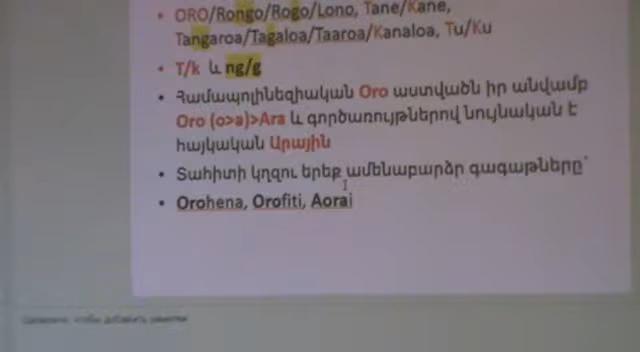 • ORO/Rongo/Rogo/Lono, Tane/Kane,
Tangaroa/Tagaloa/Taaroa/Kanaloa, Tu/Ku
• T/k և ng/g
• Համապոլինեզիական Oro աստվածն իր անվամբ
Oro (o>a)>Ara և գործառույթներով նույնական է
հայկական Արային
• Տահիտի կղզու երեք ամենաբարձր գագաթները՝
• Orohena, Orofiti, Aorai